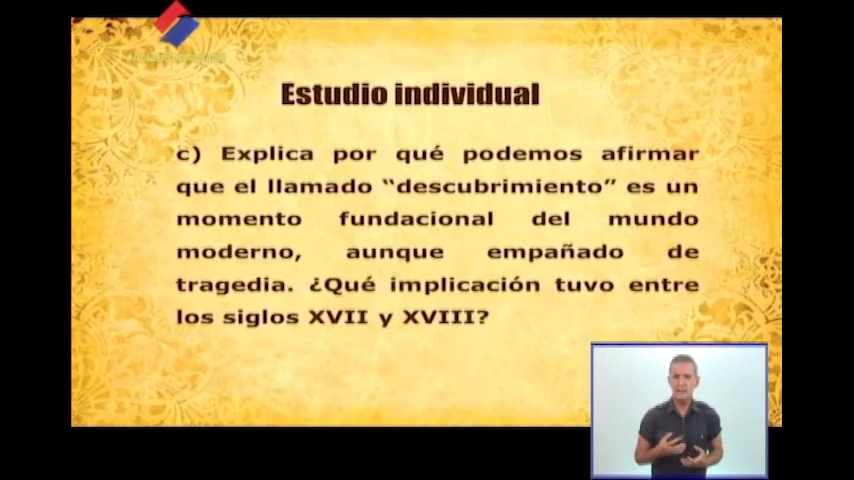 Estudio individual
c) Explica por qué podemos afirmar
que el llamado “descubrimiento” es un
momento fundacional del mundo
moderno, aunque empañado de
tragedia. ¿Qué implicación tuvo entre
los siglos XVII y XVIII?